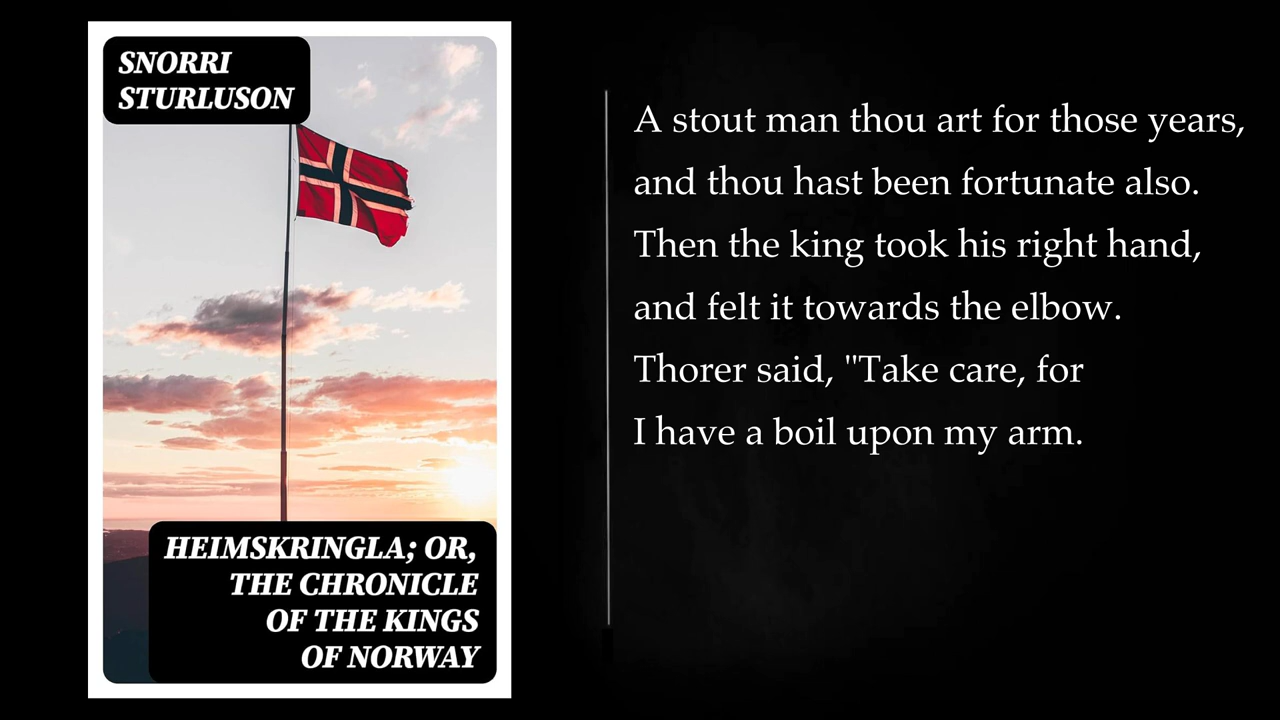 SNORRI
STURLUSON
HEIMSKRINGLA; OR,
THE CHRONICLE
OF THE KINGS
OF NORWAY
A stout man thou art for those years,
and thou hast been fortunate also.
Then the king took his right hand,
and felt it towards the elbow.
Thorer said, "Take care, for
I have a boil upon my arm.